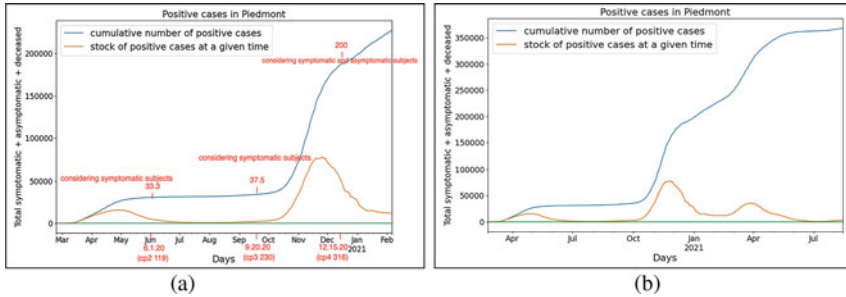 Positive cases in Piedmont
cumulative number of positive cases
stock of positive cases at a given time
Total symptomatic + asymptomatic + deceased
200000
150000
100000
50000
0
200
considering symptomatic and asymptomatic subjects
considering symptomatic subjects
33.3
considering symptomatic subjects
37.5
Mar Apr May Jun Jul Aug Sep Oct Nov Dec Jan Feb
2021
6.1.20
(cp2 119)
9.20.20
(cp3 230)
12.15.20
(cp4 316)
Days
(a)
Positive cases in Piedmont
cumulative number of positive cases
stock of positive cases at a given time
Total symptomatic + asymptomatic + deceased
350000
300000
250000
200000
150000
100000
50000
0
Apr Jul Oct Jan Apr Jul
2021
Days
(b)